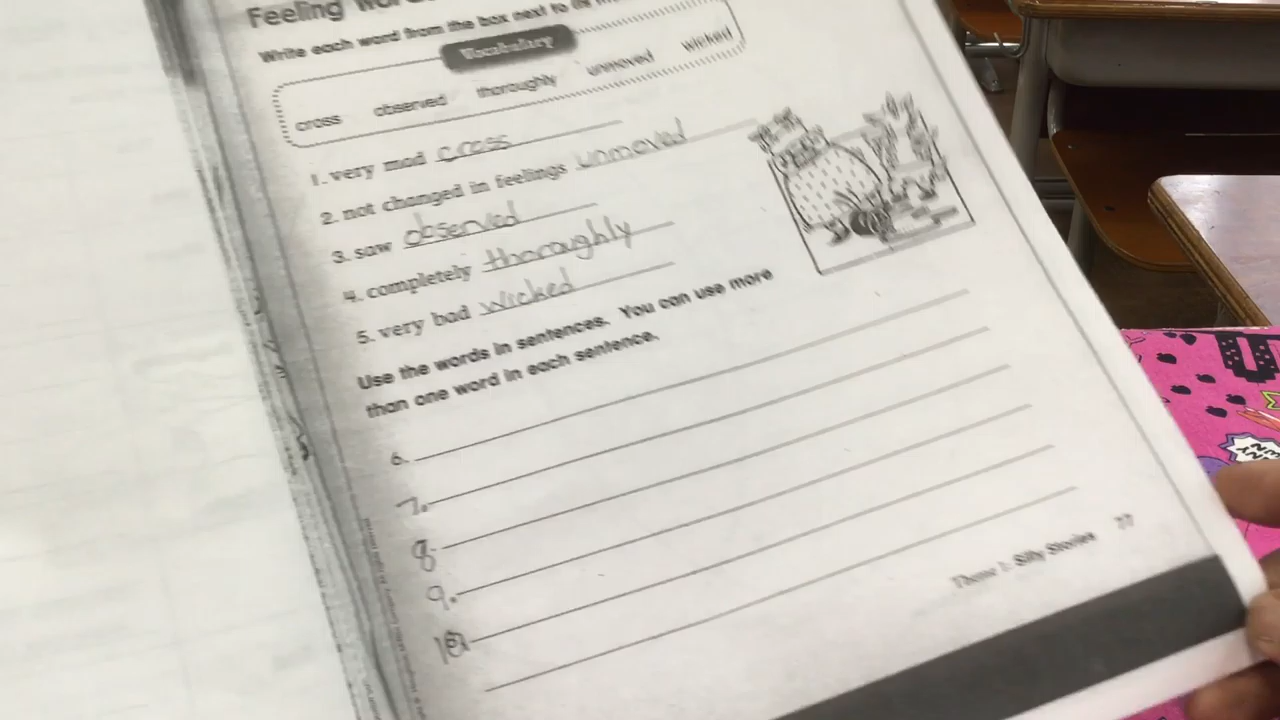 Feeling
Write each word from the box next to its
Vocabulary
cross observed thoroughly unmoved wicked
1. very mad cross
2. not changed in feelings unmoved
3. saw observed
4. completely thoroughly
5. very bad wicked
Use the words in sentences. You can use more
than one word in each sentence.
6.
7.
8.
9.
10
Theme 1: Silly Stories 27